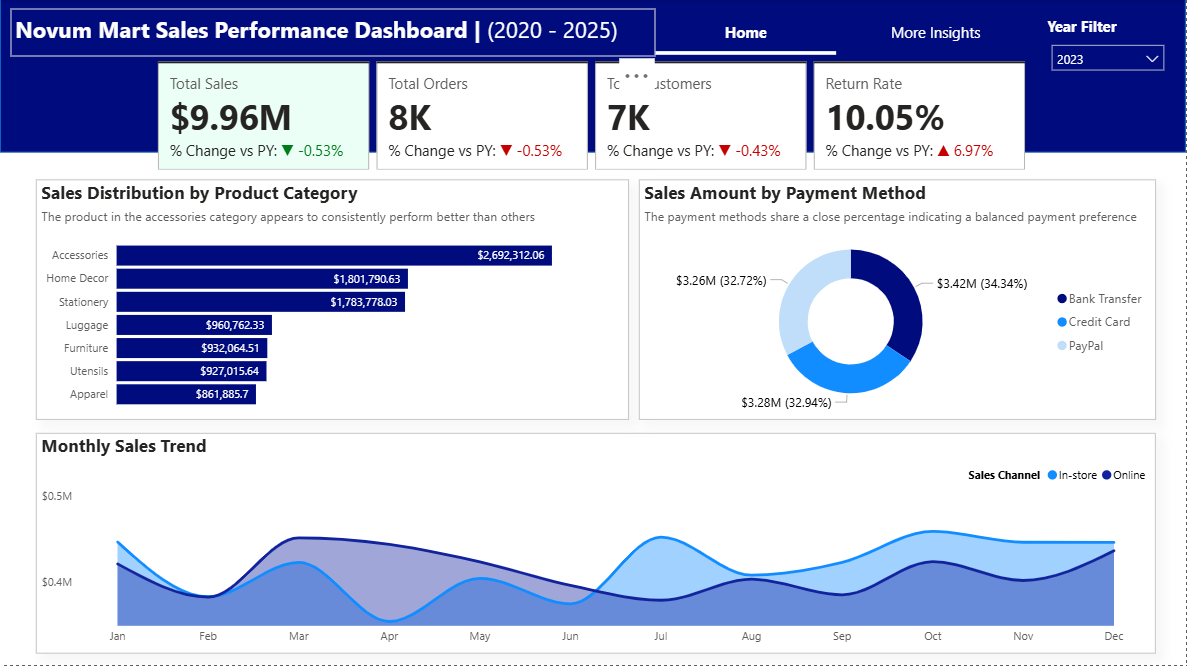 Novum Mart Sales Performance Dashboard | (2020 - 2025)
Home
More Insights
Year Filter
2023
Total Sales
$9.96M
% Change vs PY: ▼ -0.53%
Total Orders
8K
% Change vs PY: ▼ -0.53%
7K
% Change vs PY: ▼ -0.43%
Return Rate
10.05%
% Change vs PY: ▲ 6.97%
Sales Distribution by Product Category
The product in the accessories category appears to consistently perform better than others
Accessories $2,692,312.06
Home Decor $1,801,790.63
Stationery $1,783,778.03
Luggage $960,762.33
Furniture $932,064.51
Utensils $927,015.64
Apparel $861,885.7
Sales Amount by Payment Method
The payment methods share a close percentage indicating a balanced payment preference
$3.26M (32.72%)
$3.42M (34.34%)
$3.28M (32.94%)
Bank Transfer
Credit Card
PayPal
Monthly Sales Trend
Sales Channel In-store Online
$0.5M
$0.4M
Jan Feb Mar Apr May Jun Jul Aug Sep Oct Nov Dec